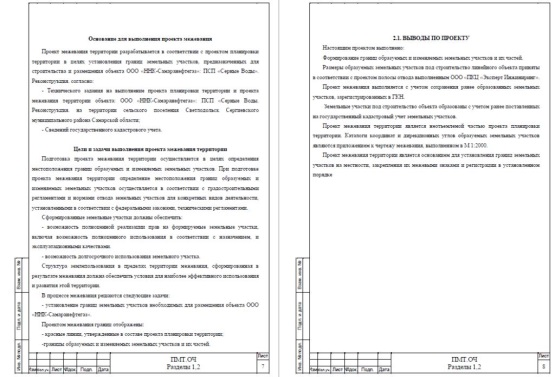 Основание для выполнения проекта межевания
Проект межевания территории разрабатывается в соответствии с проектом планировки
территории в целях установления границ земельных участков, предназначенных для
строительства и размещения объекта ООО «ННК-Самаранефтегаз»: ПСП «Серные Воды».
Реконструкция. согласно:
- Технического задания на выполнение проекта планировки территории и проекта
межевания территории объекта: ООО «ННК-Самаранефтегаз»: ПСП «Серные Воды.
Реконструкция. на территории сельского поселения Светлодольск Сергиевского
муниципального района Самарской области;
- Сведений государственного кадастрового учета.
Цели и задачи выполнения проекта межевания территории
Подготовка проекта межевания территории осуществляется в целях определения
местоположения границ образуемых и изменяемых земельных участков. При подготовке
проекта межевания территории определение местоположения границ образуемых и
изменяемых земельных участков осуществляется в соответствии с градостроительными
регламентами и нормами отвода земельных участков для конкретных видов деятельности,
установленными в соответствии с федеральными законами, техническими регламентами.
Сформированные земельные участки должны обеспечить:
- возможность полноценной реализации прав на формируемые земельные участки,
включая возможность полноценного использования в соответствии с назначением, и
эксплуатационными качествами.
- возможность долгосрочного использования земельного участка.
Структура землепользования в пределах территории межевания, сформированная в
результате межевания должна обеспечить условия для наиболее эффективного использования
и развития этой территории.
В процессе межевания решаются следующие задачи:
- установление границ земельных участков необходимых для размещения объекта ООО
«ННК-Самаранефтегаз».
Проектом межевания границ отображены:
- красные линии, утвержденные в составе проекта планировки территории;
-границы образуемых и изменяемых земельных участков и их частей.
Взам. инв. №
Подп. и дата
Инв. №подл.
Изм Кол.уч. Лист №док. Подп. Дата
ПМТ. ОЧ
Разделы 1,2
Лист
7
2.1. ВЫВОДЫ ПО ПРОЕКТУ
Настоящим проектом выполнено:
Формирование границ образуемых и изменяемых земельных участков и их частей.
Размеры образуемых земельных участков под строительство линейного объекта приняты
в соответствии с проектом полосы отвода выполненным ООО «ПКЦ «Эксперт Инжиниринг».
Проект межевания выполняется с учетом сохранения ранее образованных земельных
участков, зарегистрированных в ГКН.
Земельные участки под строительство объекта образованы с учетом ранее поставленных
на государственный кадастровый учет земельных участков.
Проект межевания территории является неотъемлемой частью проекта планировки
территории. Каталоги координат и дирекционных углов образуемых земельных участков
являются приложением к чертежу межевания, выполненном в М 1:2000.
Проект межевания территории является основанием для установления границ земельных
участков на местности, закрепления их межевыми знаками и регистрации в установленном
порядке
Взам. инв. №
Подп. и дата
Инв. №подл.
Изм Кол.уч. Лист №док. Подп. Дата
ПМТ. ОЧ
Разделы 1,2
Лист
8